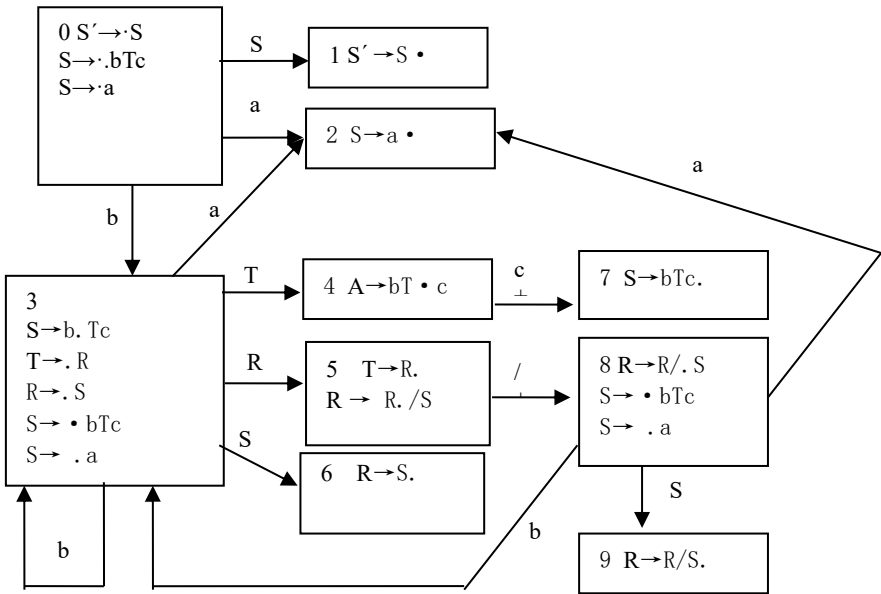 0 S´→·S
S→·.bTc
S→·a
S
1 S´→S •
a
2 S→a •
a
b
a
3
S→b. Tc
T→. R
R→. S
S→ • bTc
S→ . a
T
4 A→bT • c
c
⊥
7 S→bTc.
R
5 T→R.
R → R. /S
/
8 R→R/. S
S→ • bTc
S→ . a
S
6 R→S.
S
b
b
9 R→R/S.